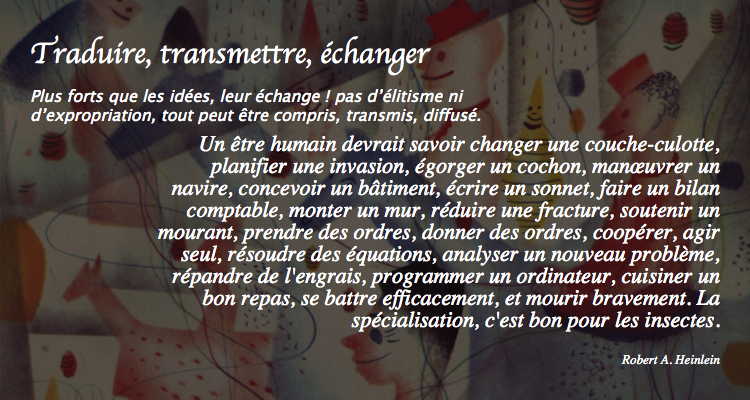 Traduire, transmettre, échanger
Plus forts que les idées, leur échange ! pas d’élitisme ni
d’expropriation, tout peut être compris, transmis, diffusé.
Un être humain devrait savoir changer une couche-culotte,
planifier une invasion, égorger un cochon, manœuvrer un
navire, concevoir un bâtiment, écrire un sonnet, faire un bilan
comptable, monter un mur, réduire une fracture, soutenir un
mourant, prendre des ordres, donner des ordres, coopérer, agir
seul, résoudre des équations, analyser un nouveau problème,
répandre de l'engrais, programmer un ordinateur, cuisiner un
bon repas, se battre efficacement, et mourir bravement. La
spécialisation, c'est bon pour les insectes.
Robert A. Heinlein